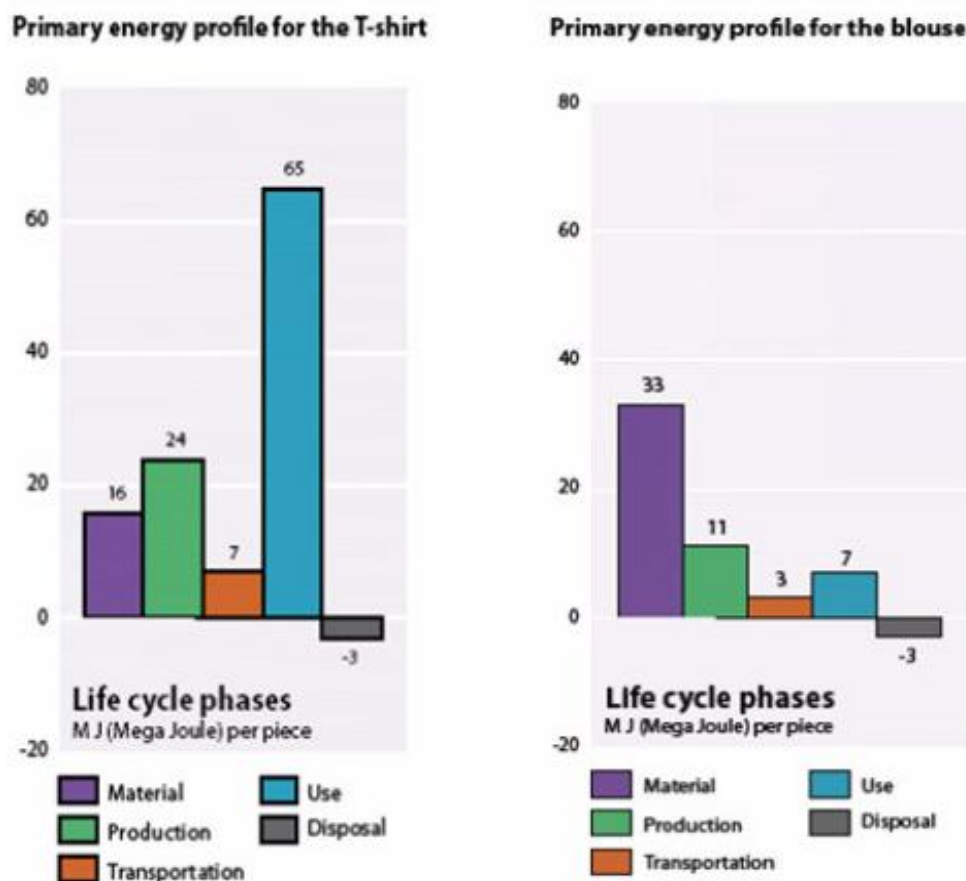 Primary energy profile for the T-shirt
80
60
40
20
0
-20
16
24
7
65
-3
Life cycle phases
MJ (Mega Joule) per piece
Material
Production
Transportation
Use
Disposal
Primary energy profile for the blouse
80
60
40
20
0
-20
33
11
3
7
-3
Life cycle phases
MJ (Mega Joule) per piece
Material
Production
Transportation
Use
Disposal